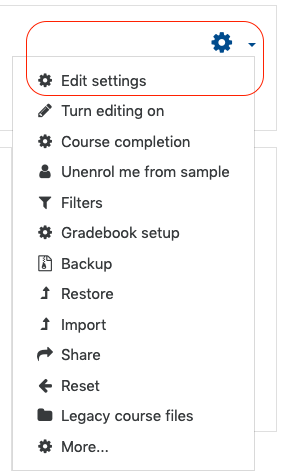 Edit settings
Turn editing on
Course completion
Unenrol me from sample
Filters
Gradebook setup
Backup
Restore
Import
Share
Reset
Legacy course files
More...